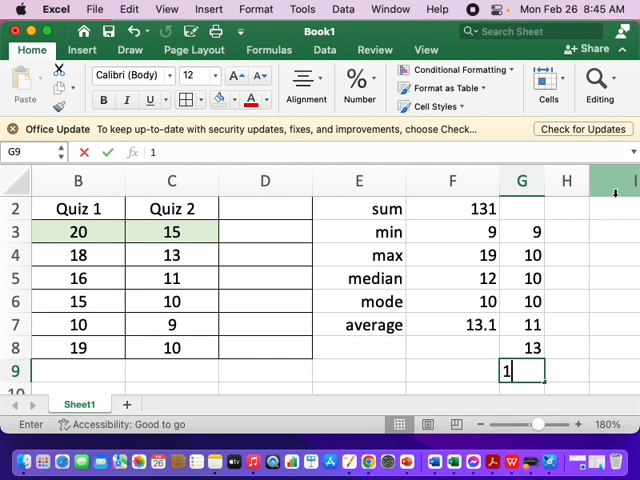 Excel File Edit View Insert Format Tools Data Window Help Mon Feb 26 8:45 AM
Book1 Search Sheet
Home Insert Draw Page Layout Formulas Data Review View Share
Paste Calibri (Body) 12 A A Alignment % Number Conditional Formatting Cells Editing
B I U A Format as Table
Cell Styles
Office Update To keep up-to-date with security updates, fixes, and improvements, choose Chec... Check for Updates
G9 fx 1
B C D E F G H I
2 Quiz 1 Quiz 2 sum 131
3 20 15 min 9 9
4 18 13 max 19 10
5 16 11 median 12 10
6 15 10 mode 10 10
7 10 9 average 13.1 11
8 19 10 13
9 1
10
Sheet1 +
Enter Accessibility: Good to go 180%